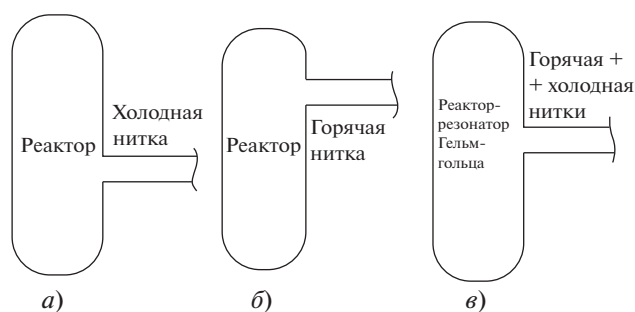 Холодная
нитка
Реактор
а)
Реактор
Горячая
нитка
б)
Горячая +
+ холодная
нитки
Реактор-
резонатор
Гельм-
гольца
в)